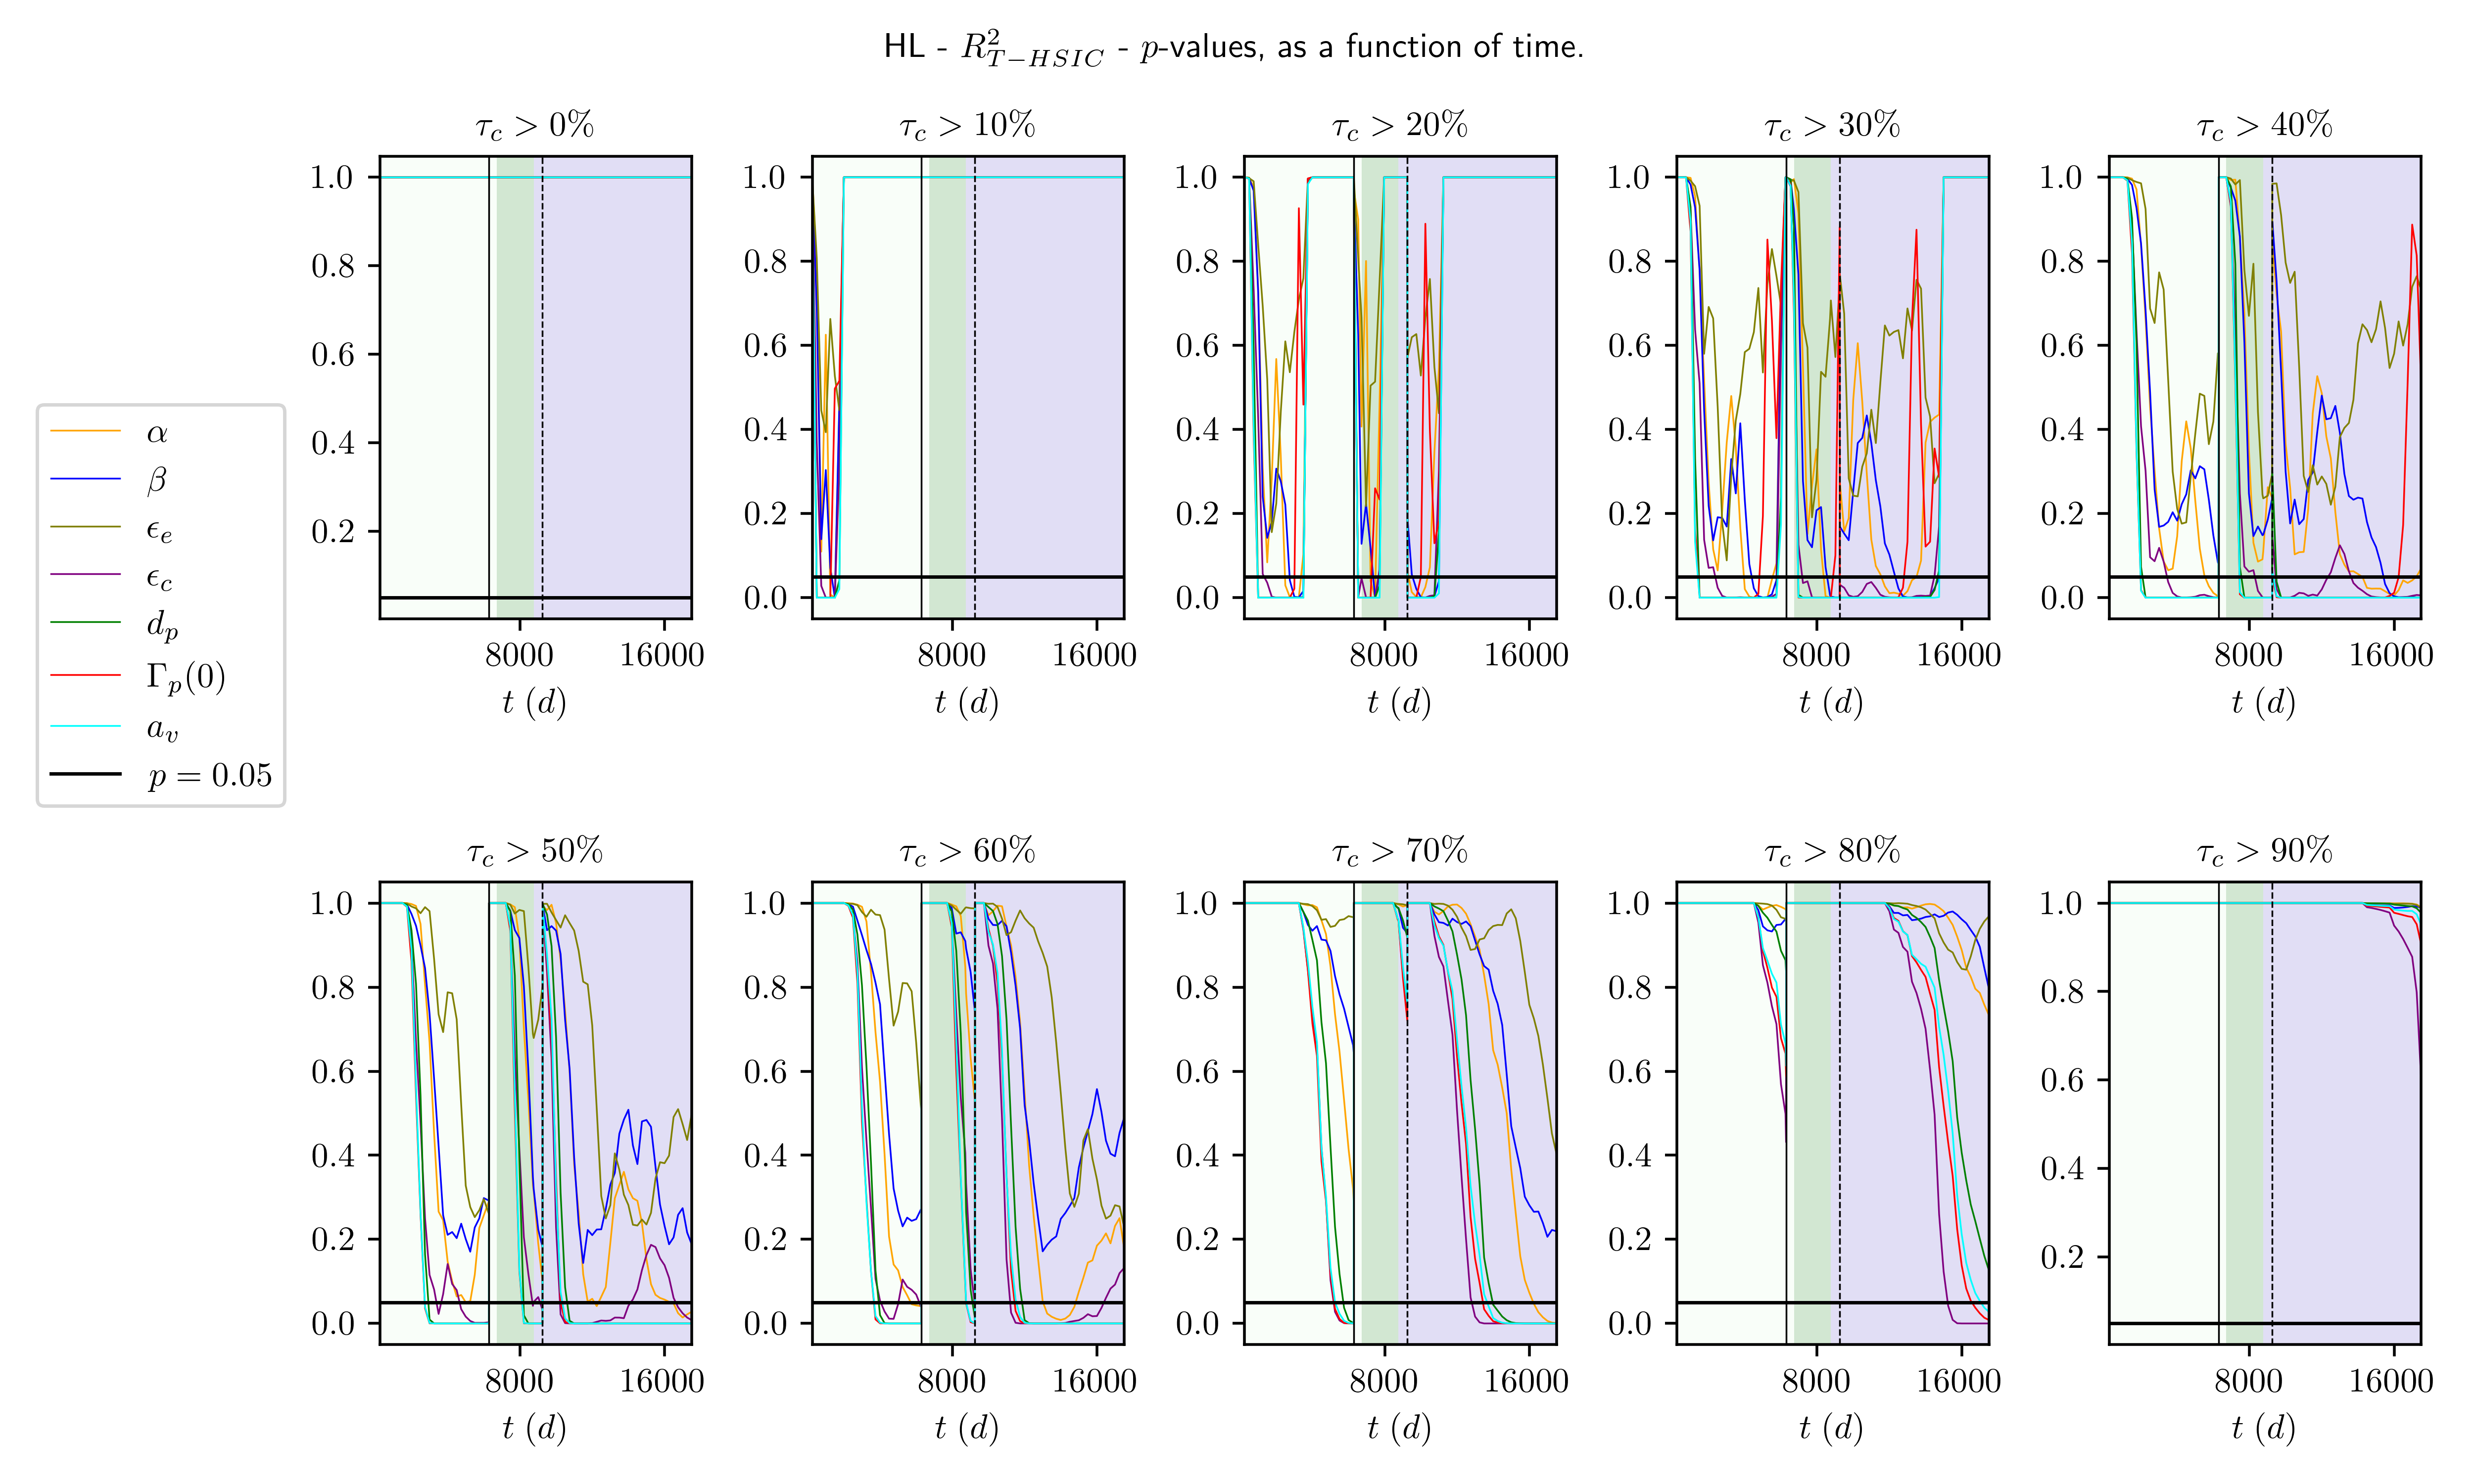 HL - $R^2_{T-HSIC}$ - $p$-values, as a function of time.
$\tau_c > 0\%$
$\tau_c > 10\%$
$\tau_c > 20\%$
$\tau_c > 30\%$
$\tau_c > 40\%$
1.0
0.8
0.6
0.4
0.2
8000 16000
$t$ ($d$)
1.0
0.8
0.6
0.4
0.2
0.0
8000 16000
$t$ ($d$)
1.0
0.8
0.6
0.4
0.2
0.0
8000 16000
$t$ ($d$)
1.0
0.8
0.6
0.4
0.2
0.0
8000 16000
$t$ ($d$)
1.0
0.8
0.6
0.4
0.2
0.0
8000 16000
$t$ ($d$)
$\alpha$
$\beta$
$\epsilon_e$
$\epsilon_c$
$d_p$
$\Gamma_p(0)$
$a_v$
$p = 0.05$
$\tau_c > 50\%$
$\tau_c > 60\%$
$\tau_c > 70\%$
$\tau_c > 80\%$
$\tau_c > 90\%$
1.0
0.8
0.6
0.4
0.2
0.0
8000 16000
$t$ ($d$)
1.0
0.8
0.6
0.4
0.2
0.0
8000 16000
$t$ ($d$)
1.0
0.8
0.6
0.4
0.2
0.0
8000 16000
$t$ ($d$)
1.0
0.8
0.6
0.4
0.2
0.0
8000 16000
$t$ ($d$)
1.0
0.8
0.6
0.4
0.2
8000 16000
$t$ ($d$)